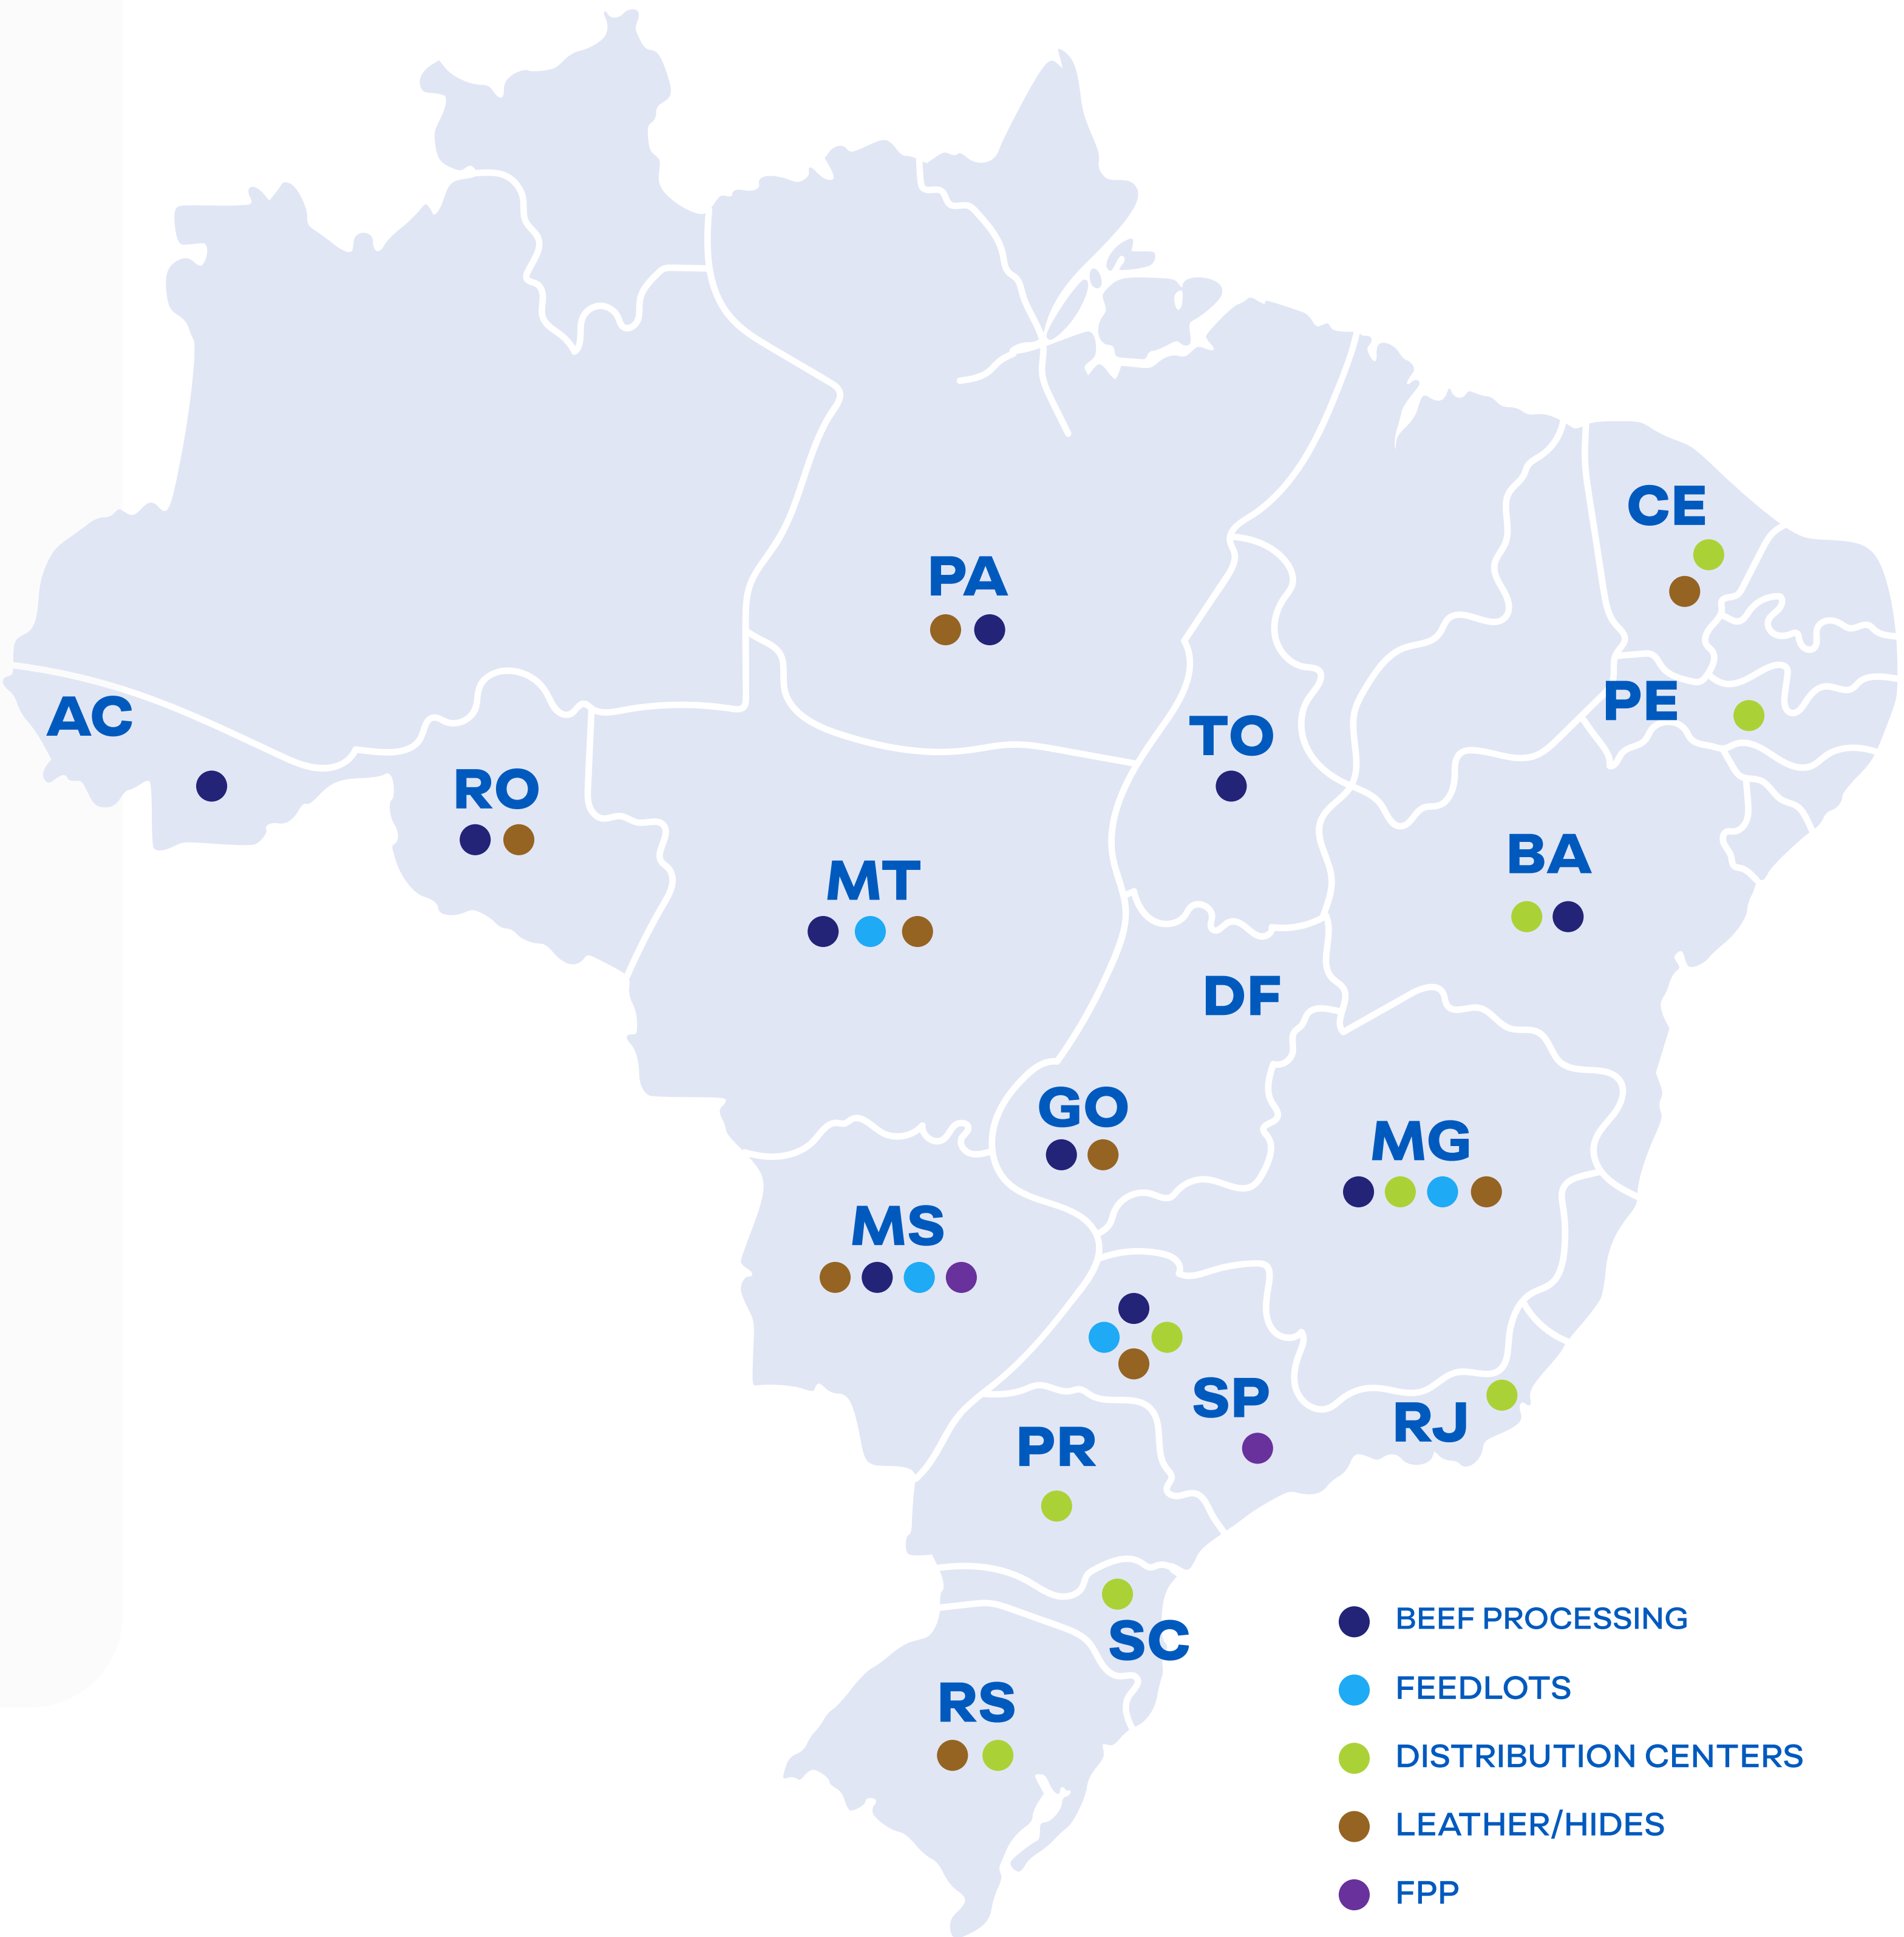 CE
PA
PE
AC
TO
RO
BA
MT
DF
GO
MG
MS
SP
RJ
PR
SC
RS
BEEF PROCESSING
FEEDLOTS
DISTRIBUTION CENTERS
LEATHER/HIDES
FPP